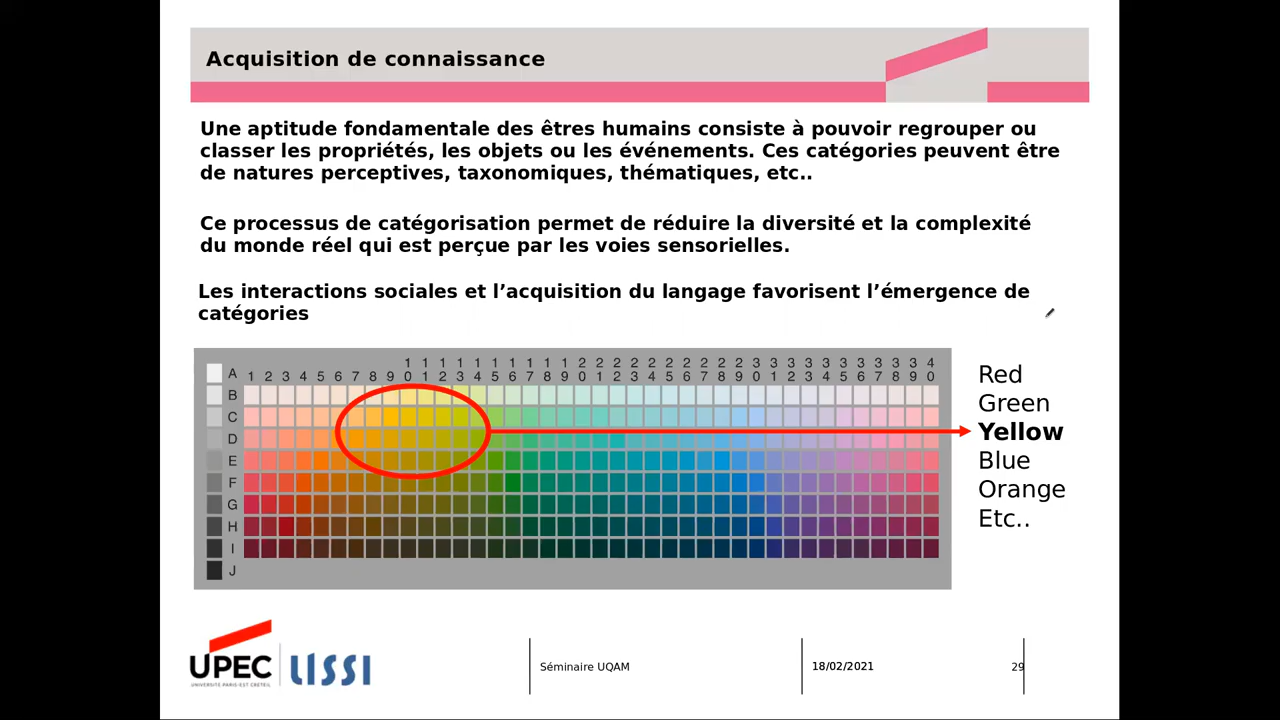 Acquisition de connaissance
Une aptitude fondamentale des êtres humains consiste à pouvoir regrouper ou
classer les propriétés, les objets ou les événements. Ces catégories peuvent être
de natures perceptives, taxonomiques, thématiques, etc..
Ce processus de catégorisation permet de réduire la diversité et la complexité
du monde réel qui est perçue par les voies sensorielles.
Les interactions sociales et l’acquisition du langage favorisent l’émergence de
catégories
A 1 2 3 4 5 6 7 8 9 10 11 12 13 14 15 16 17 18 19 20 21 22 23 24 25 26 27 28 29 30 31 32 33 34 35 36 37 38 39 40
B
C
D
E
F
G
H
I
J
Red
Green
Yellow
Blue
Orange
Etc..
UPEC
UNIVERSITÉ PARIS-EST CRÉTEIL
LISSI
Séminaire UQAM
18/02/2021
29